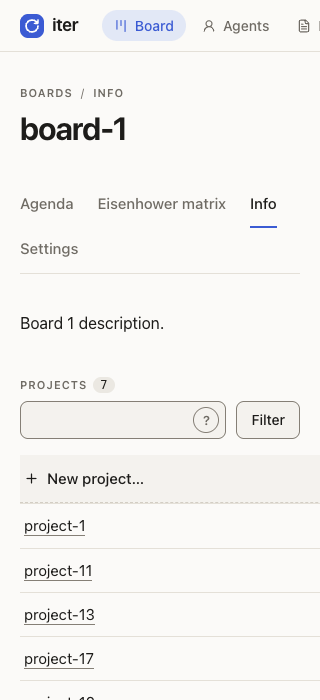 iter Board Agents
BOARDS / INFO
board-1
Agenda Eisenhower matrix Info
Settings
Board 1 description.
PROJECTS 7
? Filter
+ New project...
project-1
project-11
project-13
project-17